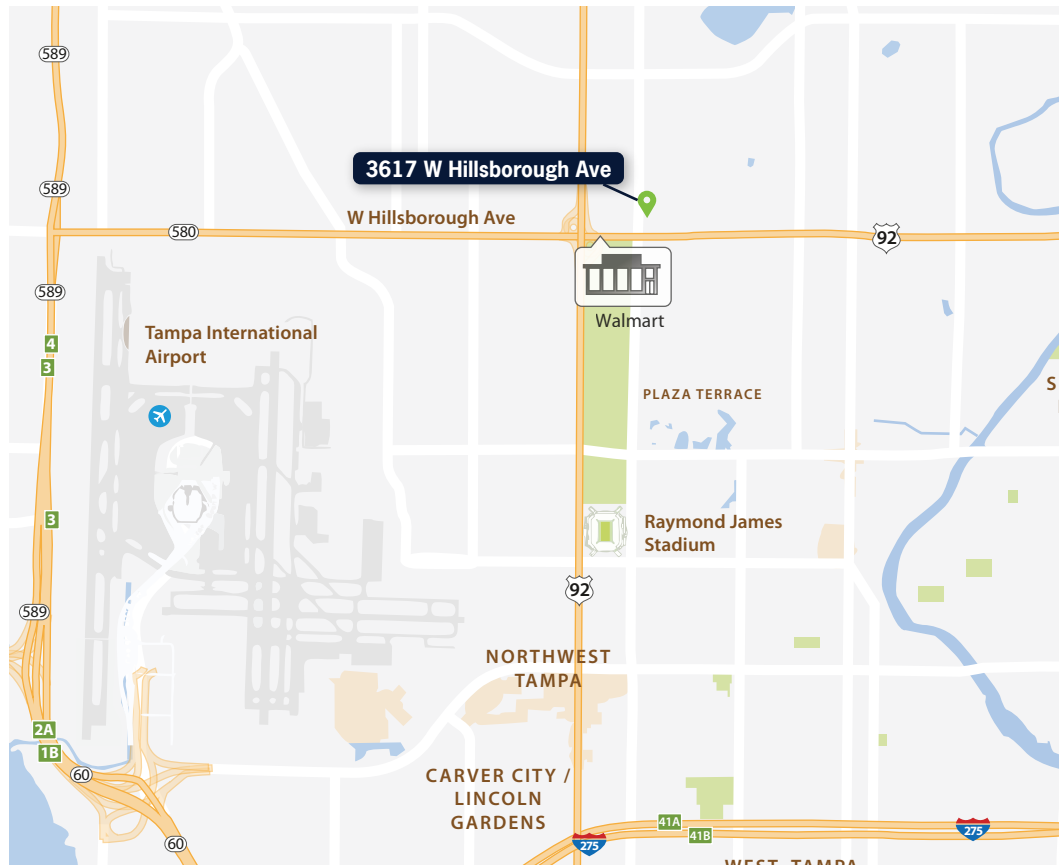 589
3617 W Hillsborough Ave
589
W Hillsborough Ave
580
92
589
Walmart
Tampa International
Airport
4
3
PLAZA TERRACE
S
3
Raymond James
Stadium
92
589
NORTHWEST
TAMPA
2A
1B
60
CARVER CITY /
LINCOLN
GARDENS
41A
41B
275
275
60
WEST TAMPA